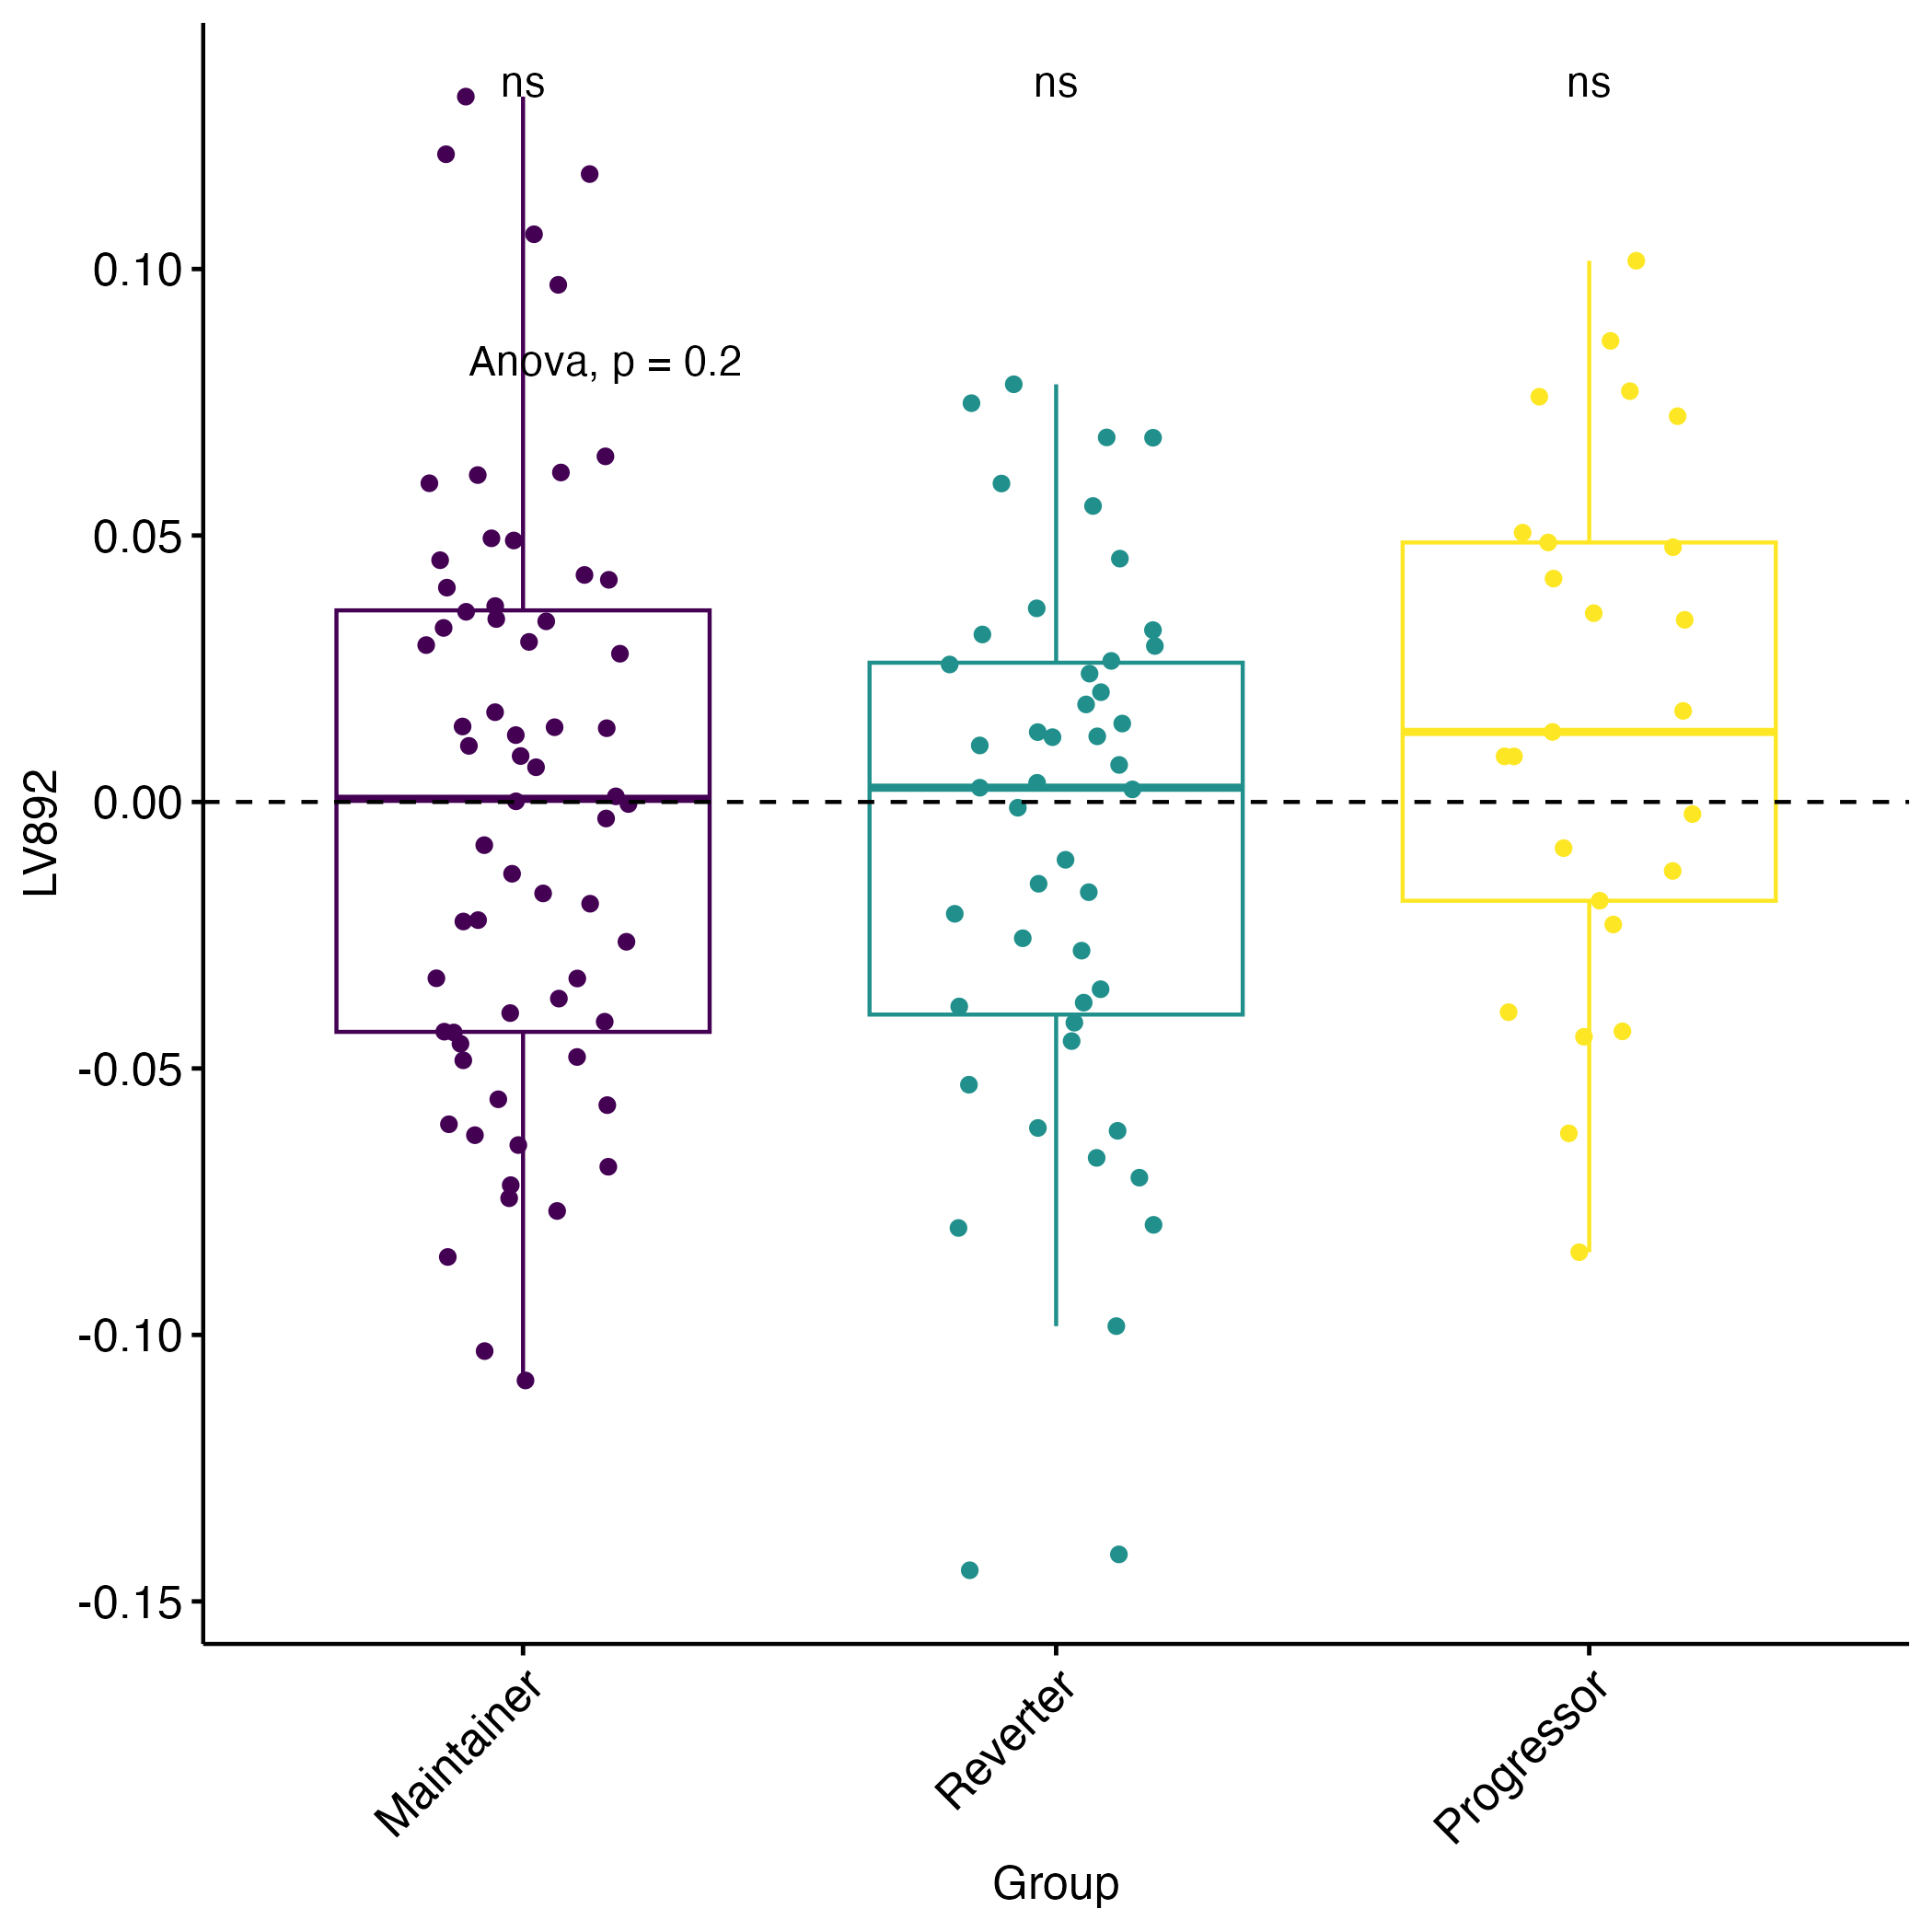 ns ns ns
Anova, p = 0.2
0.10
0.05
0.00
-0.05
-0.10
-0.15
LV892
Maintainer Reverter Progressor
Group